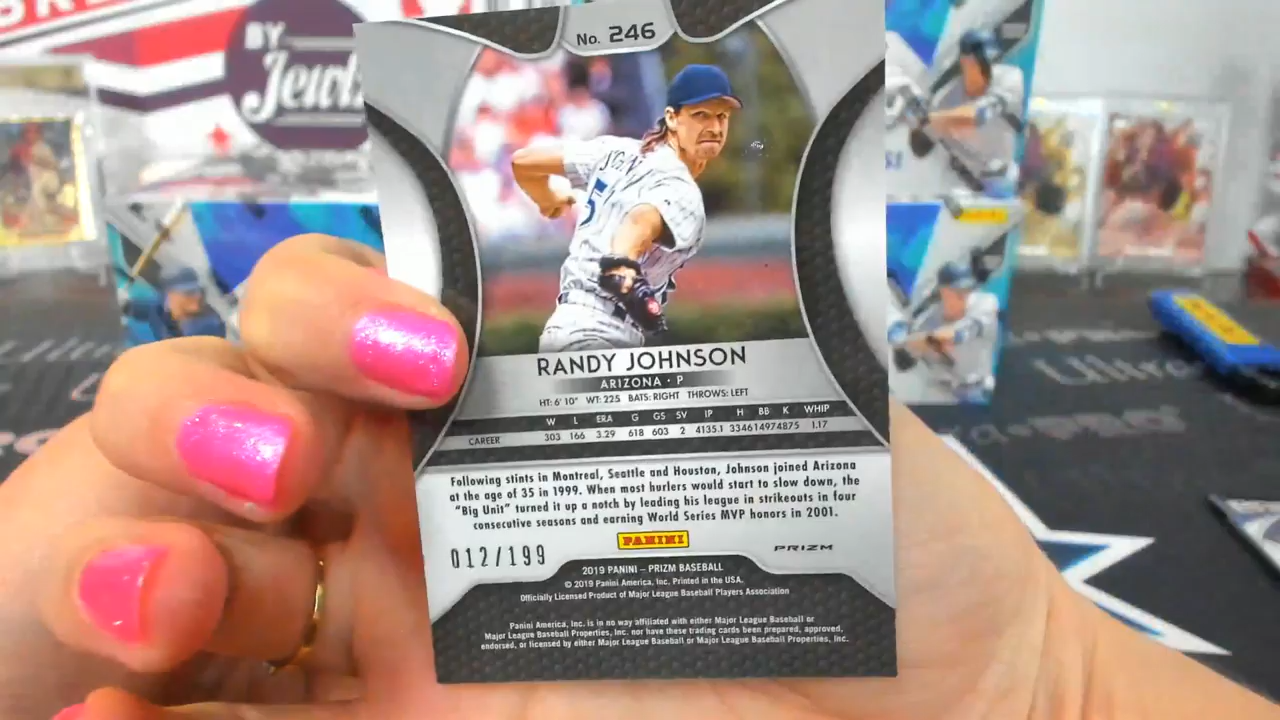 No. 246
BY
RANDY JOHNSON
ARIZONA • P
HT: 6' 10" WT: 225 BATS: RIGHT THROWS: LEFT
W L ERA G GS SV IP H BB K WHIP
CAREER 303 166 3.29 618 603 2 4135.1 3346 1497 4875 1.17
Following stints in Montreal, Seattle and Houston, Johnson joined Arizona
at the age of 35 in 1999. When most hurlers would start to slow down, the
"Big Unit" turned it up a notch by leading his league in strikeouts in four
consecutive seasons and earning World Series MVP honors in 2001.
PANINI
012/199
PRIZM
2019 PANINI – PRIZM BASEBALL
© 2019 Panini America, Inc. Printed in the USA.
Officially Licensed Product of Major League Baseball Players Association
Panini America, Inc. is in no way affiliated with either Major League Baseball or
Major League Baseball Properties, Inc. nor have these trading cards been prepared, approved,
endorsed, or licensed by either Major League Baseball or Major League Baseball Properties, Inc.